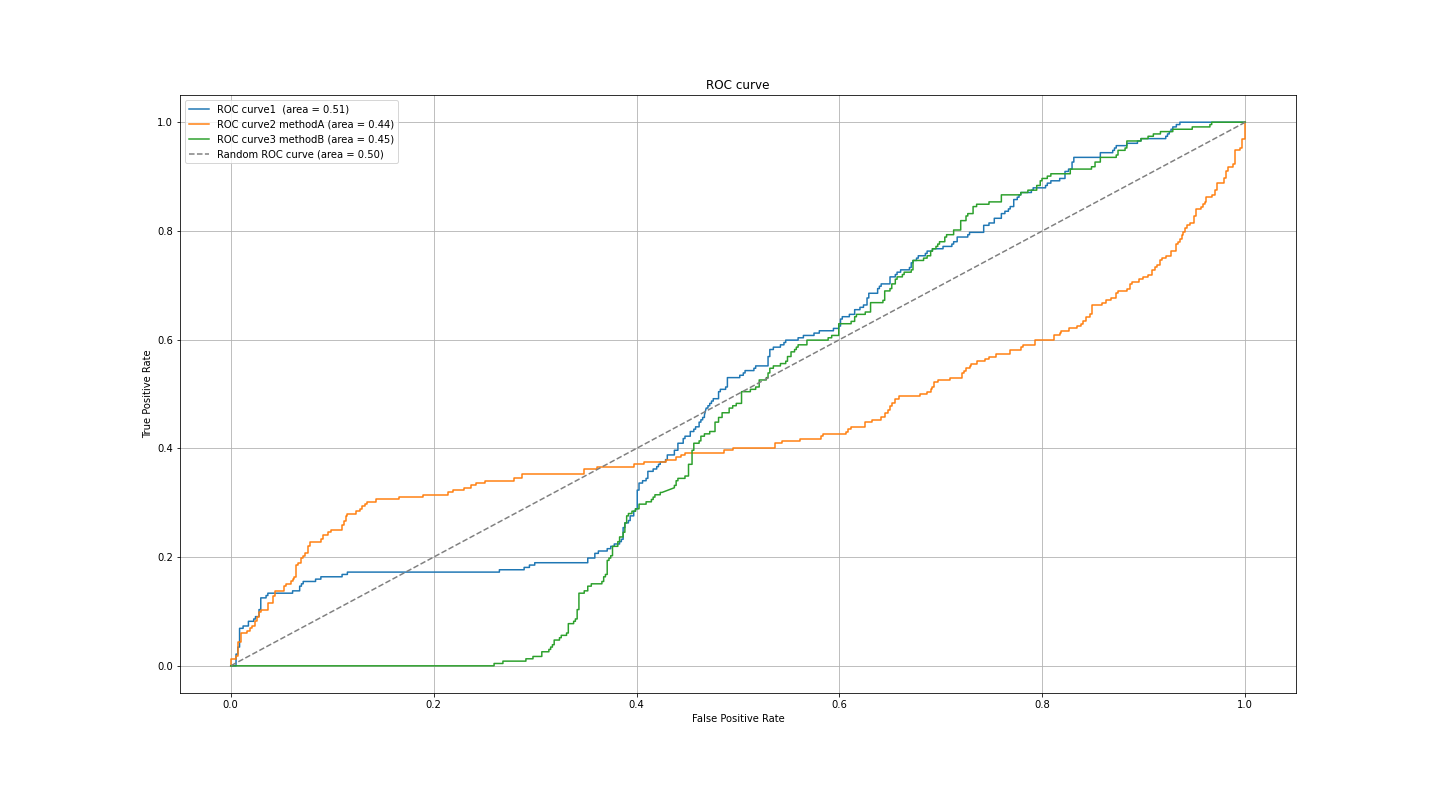 ROC curve
ROC curve1  (area = 0.51)
ROC curve2 methodA (area = 0.44)
ROC curve3 methodB (area = 0.45)
Random ROC curve (area = 0.50)
True Positive Rate
1.0
0.8
0.6
0.4
0.2
0.0
0.0 0.2 0.4 0.6 0.8 1.0
False Positive Rate